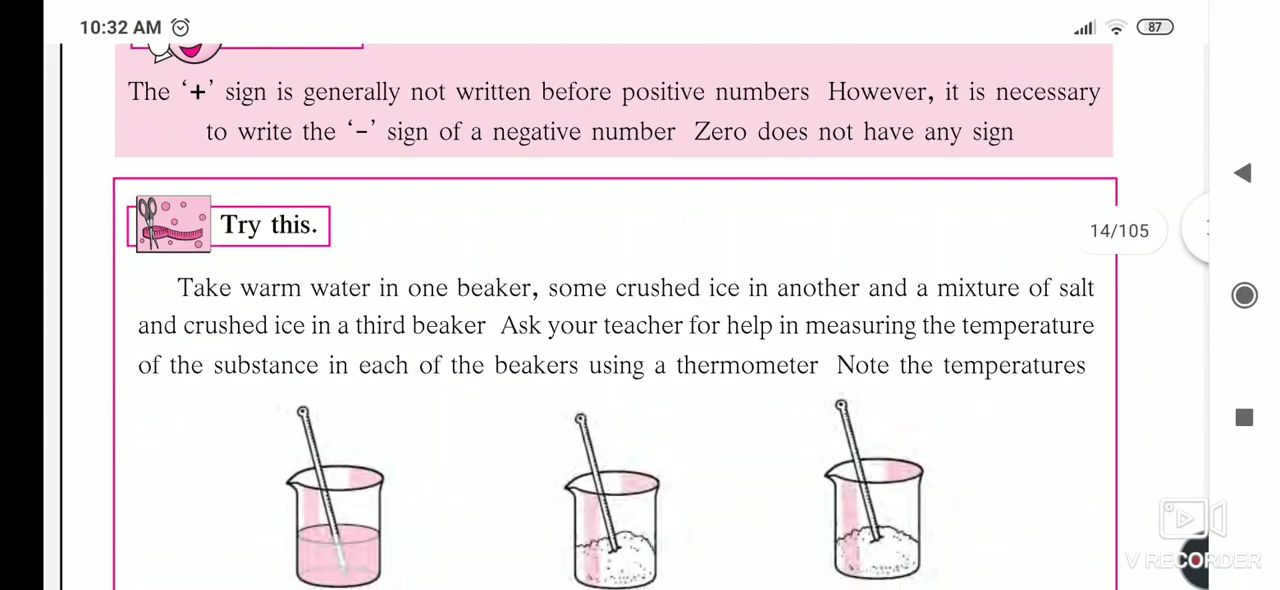 10:32 AM
87
The ‘+’ sign is generally not written before positive numbers However, it is necessary
to write the ‘-’ sign of a negative number Zero does not have any sign
Try this.
14/105
Take warm water in one beaker, some crushed ice in another and a mixture of salt
and crushed ice in a third beaker Ask your teacher for help in measuring the temperature
of the substance in each of the beakers using a thermometer Note the temperatures
V RECORDER